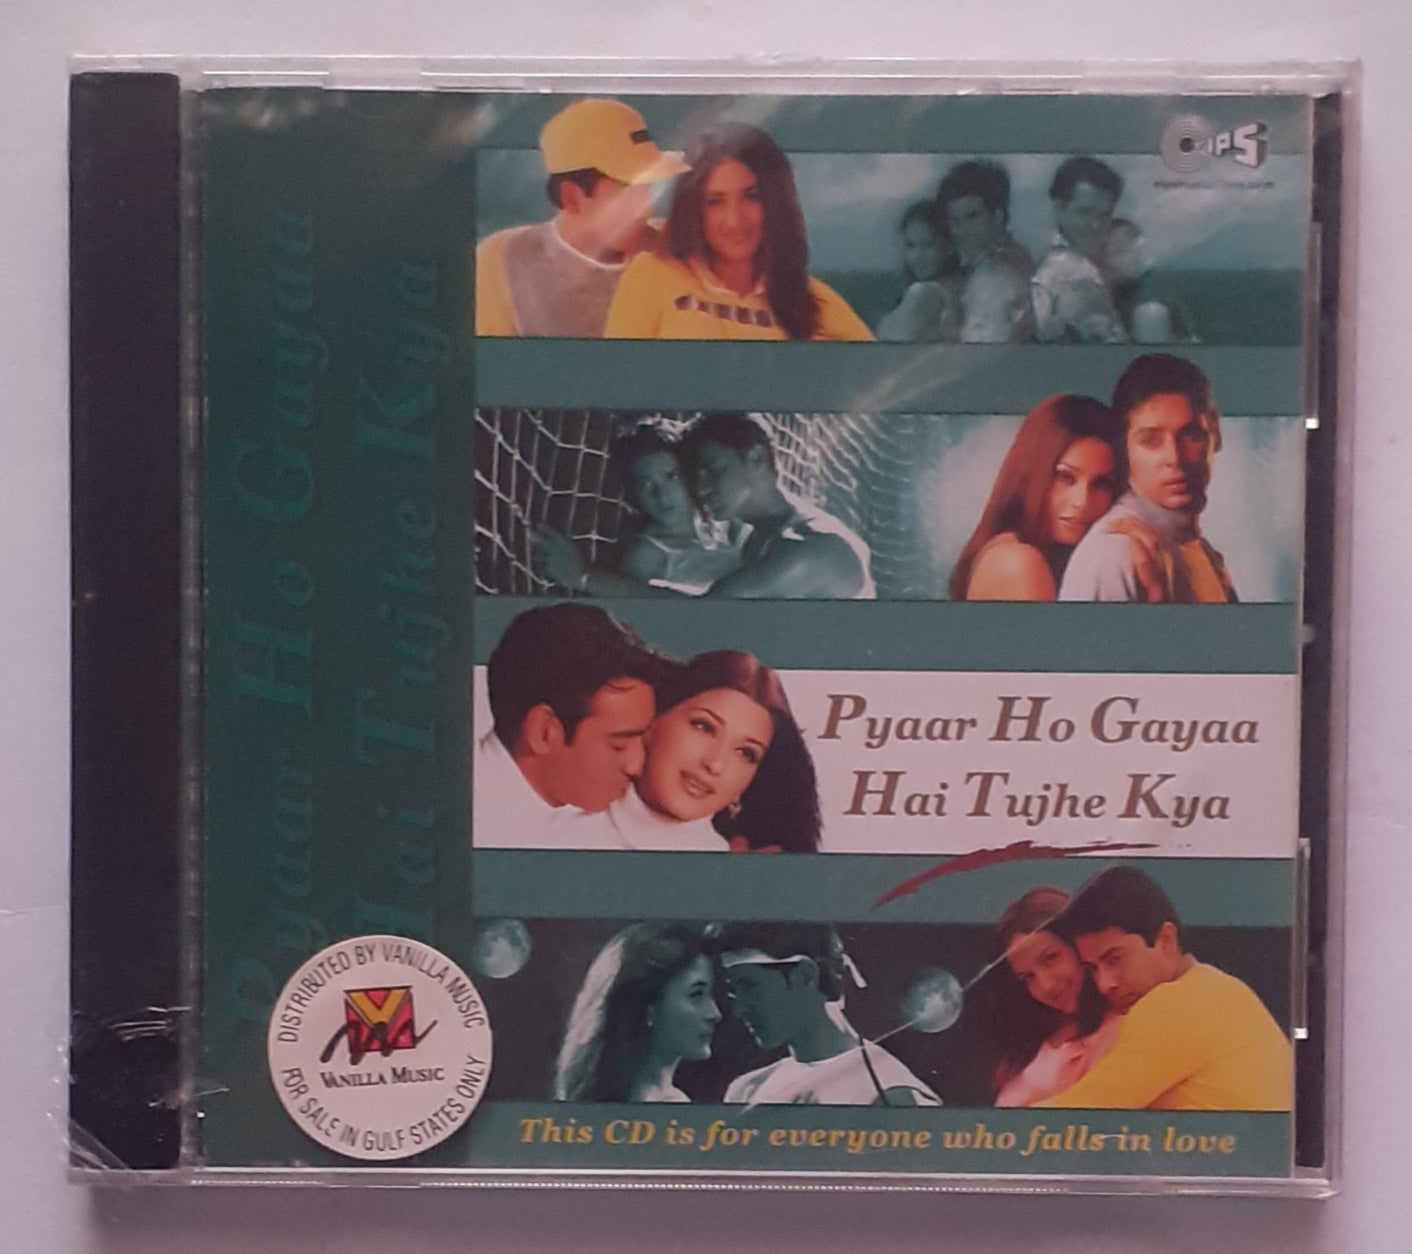 TIPS
Pyaar Ho Gayaa
Hai Tujhe Kya
Pyaar Ho Gayaa
Hai Tujhe Kya
DISTRIBUTED BY VANILLA MUSIC
VANILLA MUSIC
FOR SALE IN GULF STATES ONLY
This CD is for everyone who falls in love